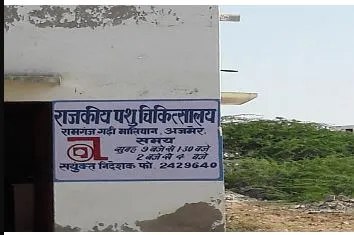 राजकीय पशु चिकित्सालय
रामगंज गढ़ी मालियान, अजमेर.
समय
सुबह 9 बजे से 1-30 बजे
2 बजे से 4 बजे
सयुंक्त निदेशक फो. 2429640